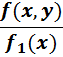 f(x, y)
f₁(x)